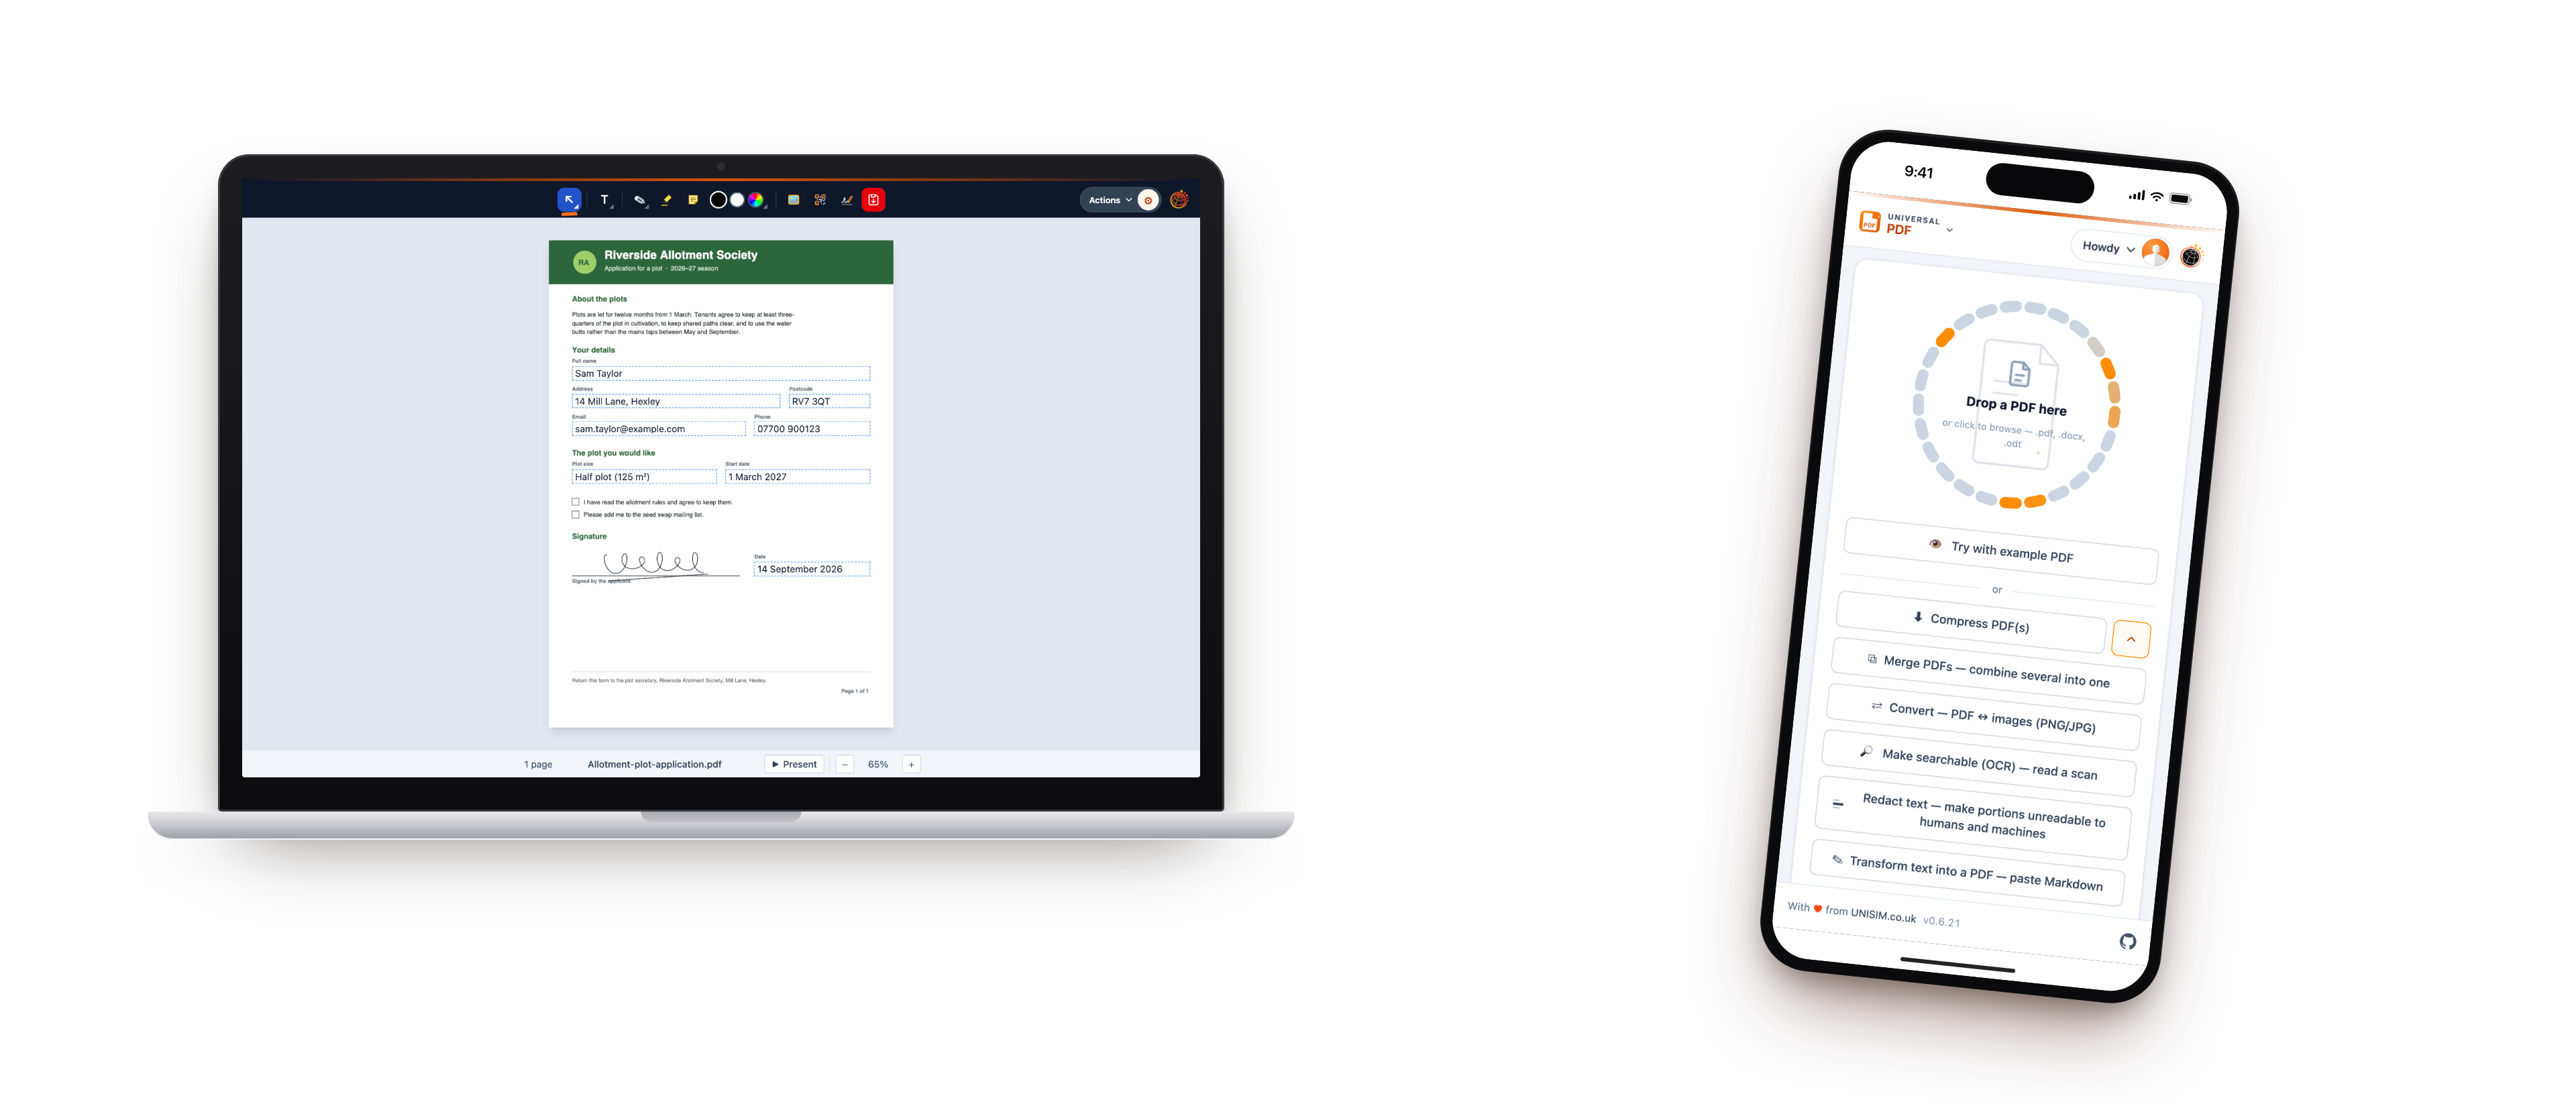 T
Actions
RA
Riverside Allotment Society
Application for a plot · 2026–27 season
About the plots
Plots are let for twelve months from 1 March. Tenants agree to keep at least three-
quarters of the plot in cultivation, to keep shared paths clear, and to use the water
butts rather than the mains taps between May and September.
Your details
Full name
Sam Taylor
Address
Postcode
14 Mill Lane, Hexley
RV7 3QT
Email
Phone
sam.taylor@example.com
07700 900123
The plot you would like
Plot size
Start date
Half plot (125 m²)
1 March 2027
I have read the allotment rules and agree to keep them.
Please add me to the seed swap mailing list.
Signature
Date
14 September 2026
Signed by the applicant
Return this form to the plot secretary, Riverside Allotment Society, Mill Lane, Hexley.
Page 1 of 1
1 page
Allotment-plot-application.pdf
Present
65%
9:41
PDF
UNIVERSAL
PDF
Howdy
Drop a PDF here
or click to browse — .pdf, .docx,
.odt
Try with example PDF
or
Compress PDF(s)
Merge PDFs — combine several into one
Convert — PDF ↔ images (PNG/JPG)
Make searchable (OCR) — read a scan
Redact text — make portions unreadable to
humans and machines
Transform text into a PDF — paste Markdown
With ❤ from UNISIM.co.uk v0.6.21